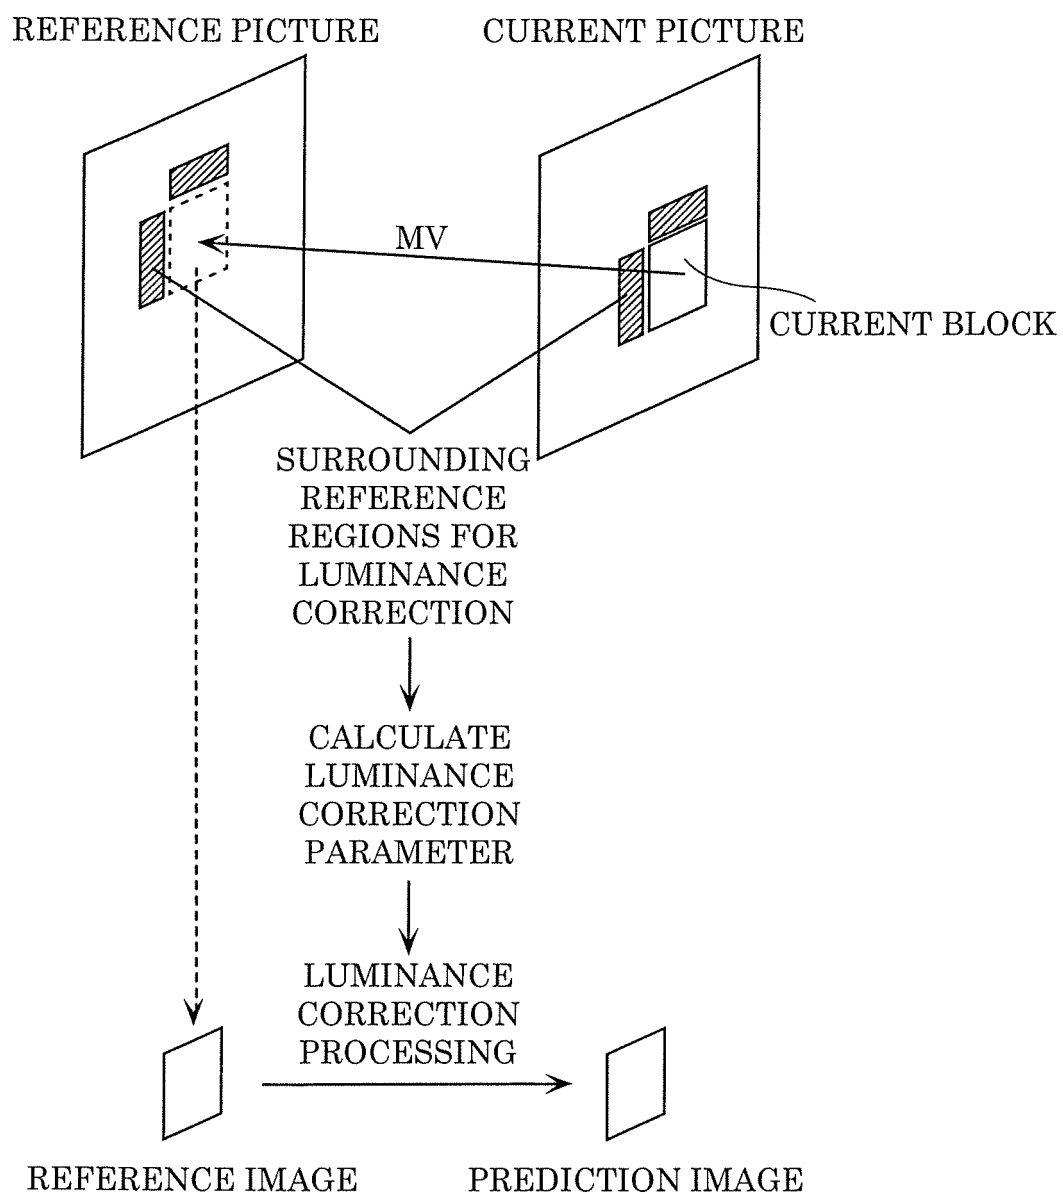 REFERENCE PICTURE
CURRENT PICTURE
MV
CURRENT BLOCK
SURROUNDING
REFERENCE
REGIONS FOR
LUMINANCE
CORRECTION
CALCULATE
LUMINANCE
CORRECTION
PARAMETER
LUMINANCE
CORRECTION
PROCESSING
REFERENCE IMAGE
PREDICTION IMAGE